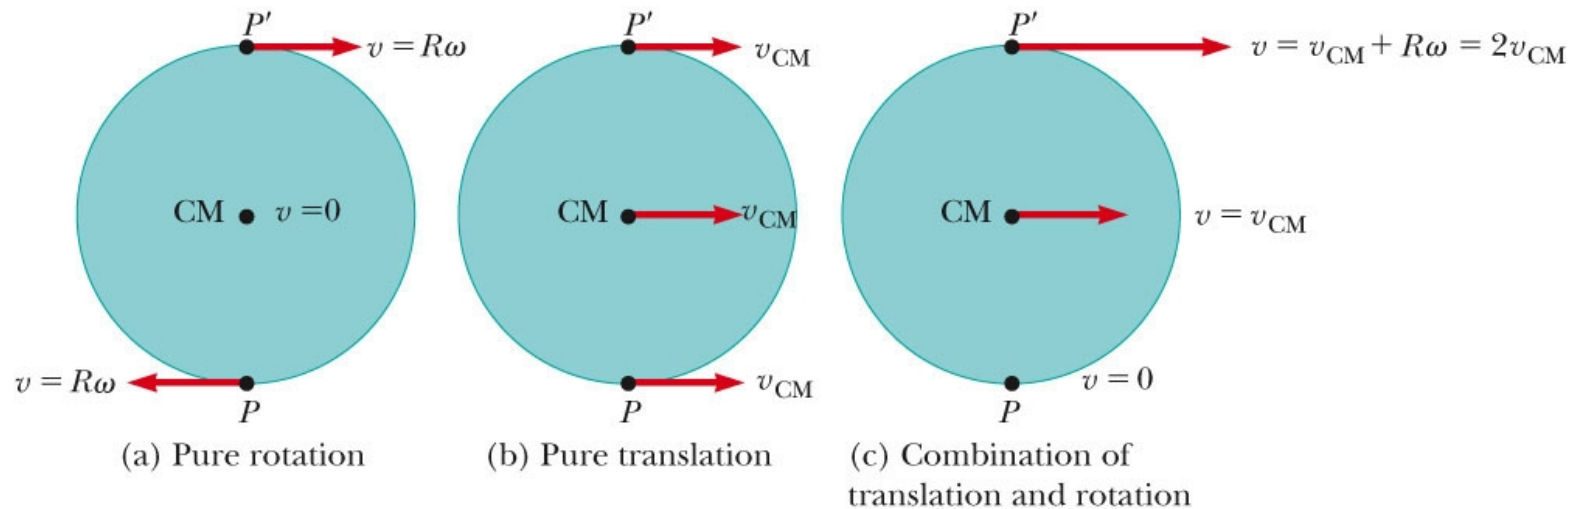 P′
v = Rω
CM
v =0
v = Rω
P
(a) Pure rotation
P′
v_CM
CM
v_CM
v_CM
P
(b) Pure translation
P′
v = v_CM + Rω = 2v_CM
CM
v = v_CM
v = 0
P
(c) Combination of
translation and rotation